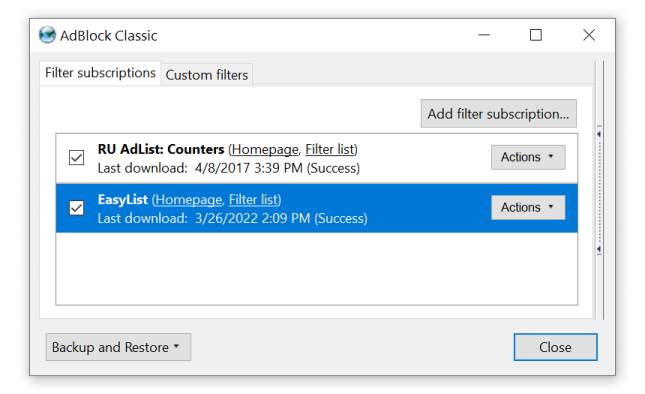 AdBlock Classic
Filter subscriptions Custom filters
Add filter subscription...
RU AdList: Counters (Homepage, Filter list)
Last download: 4/8/2017 3:39 PM (Success)
Actions
EasyList (Homepage, Filter list)
Last download: 3/26/2022 2:09 PM (Success)
Actions
Backup and Restore
Close